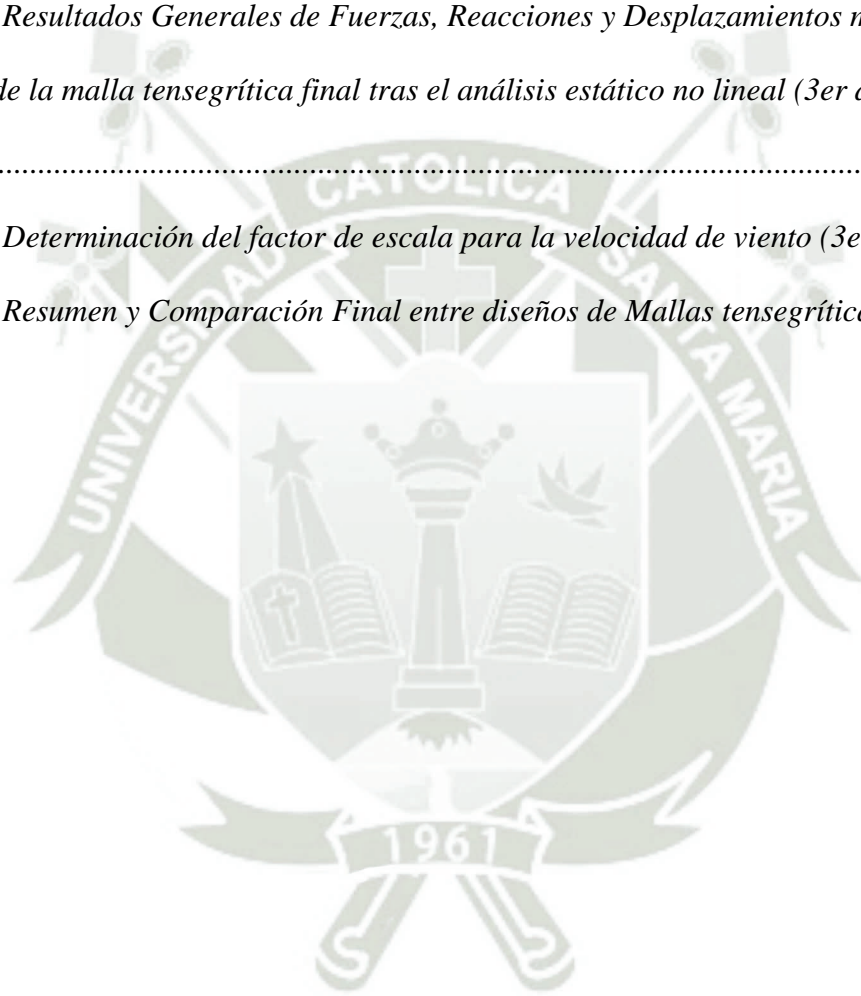 Resultados Generales de Fuerzas, Reacciones y Desplazamientos
de la malla tensegrítica final tras el análisis estático no lineal (3er
....................................................................................................
Determinación del factor de escala para la velocidad de viento
Resumen y Comparación Final entre diseños de Mallas
UNIVERSIDAD CATOLICA SANTA MARIA
1961